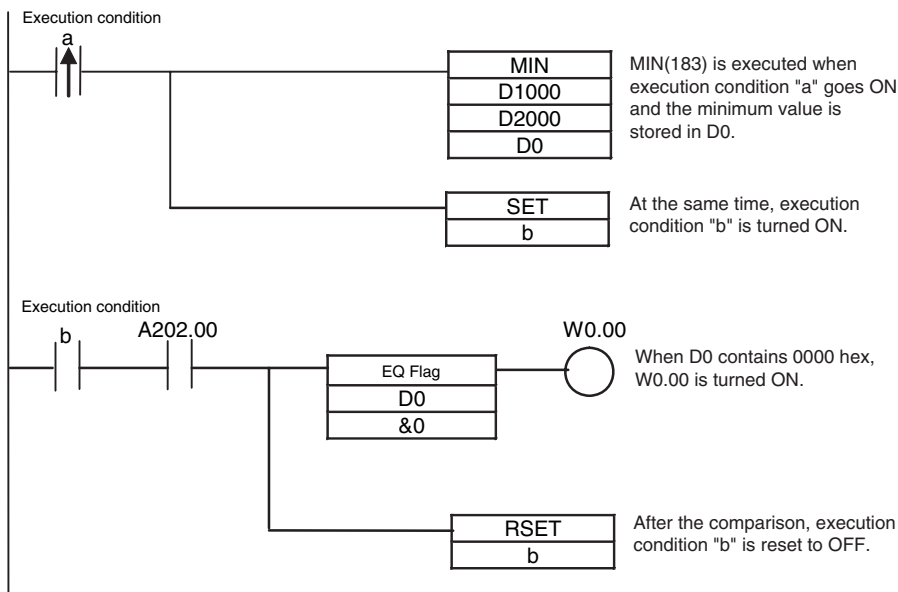 Execution condition
a
MIN
D1000
D2000
D0
MIN(183) is executed when
execution condition "a" goes ON
and the minimum value is
stored in D0.
SET
b
At the same time, execution
condition "b" is turned ON.
Execution condition
b
A202.00
EQ Flag
D0
&0
W0.00
When D0 contains 0000 hex,
W0.00 is turned ON.
RSET
b
After the comparison, execution
condition "b" is reset to OFF.